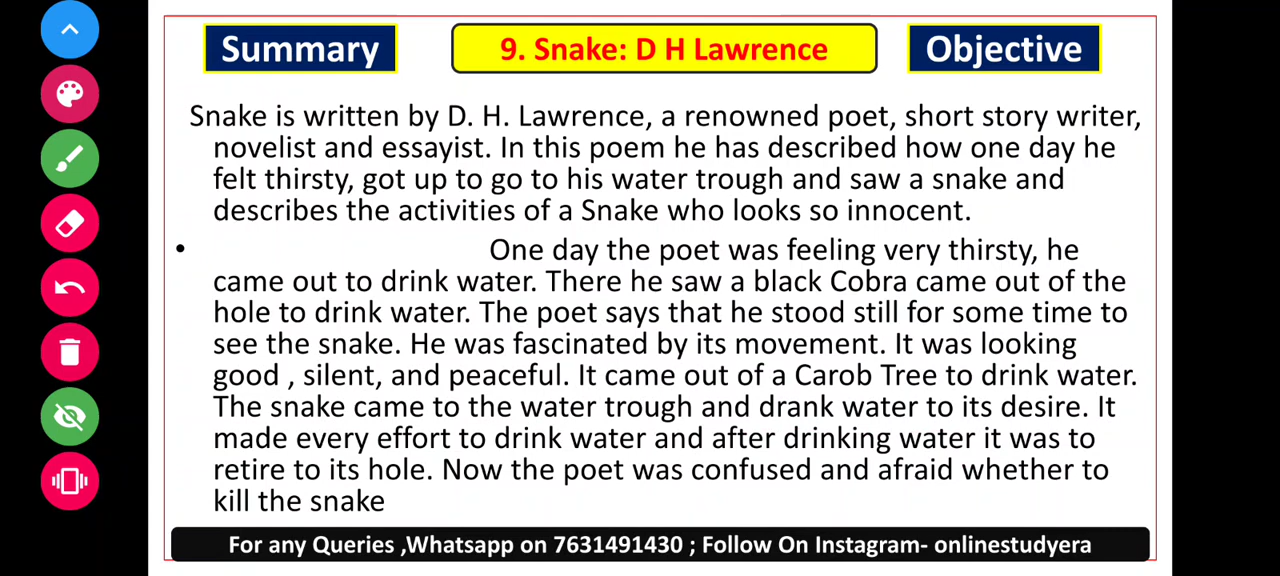 Summary
9. Snake: D H Lawrence
Objective
Snake is written by D. H. Lawrence, a renowned poet, short story writer,
novelist and essayist. In this poem he has described how one day he
felt thirsty, got up to go to his water trough and saw a snake and
describes the activities of a Snake who looks so innocent.
• One day the poet was feeling very thirsty, he
came out to drink water. There he saw a black Cobra came out of the
hole to drink water. The poet says that he stood still for some time to
see the snake. He was fascinated by its movement. It was looking
good , silent, and peaceful. It came out of a Carob Tree to drink water.
The snake came to the water trough and drank water to its desire. It
made every effort to drink water and after drinking water it was to
retire to its hole. Now the poet was confused and afraid whether to
kill the snake
For any Queries ,Whatsapp on 7631491430 ; Follow On Instagram- onlinestudyera